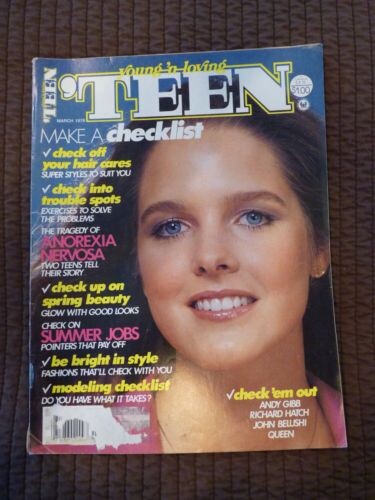 young 'n loving
'TEEN
'TEEN
MARCH 1979
$1.00
MAKE A checklist
✓ check off
your hair cares
SUPER STYLES TO SUIT YOU
✓ check into
trouble spots
EXERCISES TO SOLVE
THE PROBLEMS
THE TRAGEDY OF
ANOREXIA
NERVOSA
TWO TEENS TELL
THEIR STORY
✓ check up on
spring beauty
GLOW WITH GOOD LOOKS
CHECK ON
SUMMER JOBS
POINTERS THAT PAY OFF
✓ be bright in style
FASHIONS THAT'LL CHECK WITH YOU
✓ modeling checklist
DO YOU HAVE WHAT IT TAKES?
✓ check 'em out
ANDY GIBB
RICHARD HATCH
JOHN BELUSHI
QUEEN